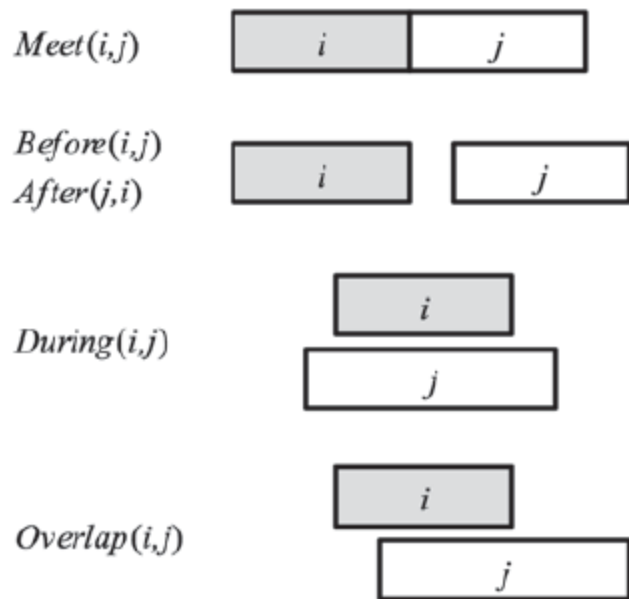 Meet(i,j) i j
Before(i,j)
After(j,i) i j
During(i,j) i
j
Overlap(i,j) i
j